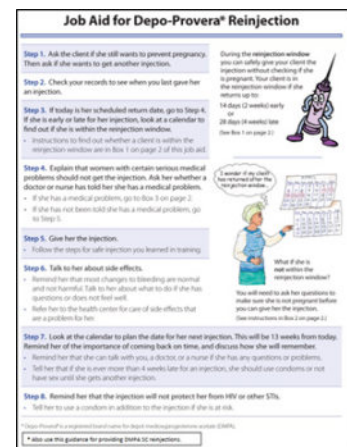 Job Aid for Depo-Provera* Reinjection
Step 1. Ask the client if she still wants to prevent pregnancy.
Then ask if she wants to get another injection.
Step 2. Check your records to see when you last gave her
an injection.
Step 3. If today is her scheduled return date, go to Step 4.
If she is early or late for her injection, look at a calendar to
find out if she is within the reinjection window.
• Instructions to find out whether a client is within the
reinjection window are in Box 1 on page 2 of this job aid.
During the reinjection window
you can safely give your client the
injection without checking if she
is pregnant. Your client is in
the reinjection window if she
returns up to:
14 days (2 weeks) early
or
28 days (4 weeks) late
(See Box 1 on page 2.)
Step 4. Explain that women with certain serious medical
problems should not get the injection. Ask her whether a
doctor or nurse has told her she has a medical problem.
• If she has a medical problem, go to Box 3 on page 2.
• If she has not been told she has a medical problem, go
to Step 5.
Step 5. Give her the injection.
• Follow the steps for safe injection you learned in training.
Step 6. Talk to her about side effects.
• Remind her that most changes to bleeding are normal
and not harmful. Talk to her about what to do if she has
questions or does not feel well.
• Refer her to the health center for care of side effects that
are a problem for her.
I wonder if my client
has returned after the
reinjection window...
What if she is
not within the
reinjection window?
You will need to ask her questions to
make sure she is not pregnant before
you can give her the injection.
(See instructions in Box 2 on page 2.)
Step 7. Look at the calendar to plan the date for her next injection. This will be 13 weeks from today.
Remind her of the importance of coming back on time, and discuss how she will remember.
• Remind her that she can talk with you, a doctor, or a nurse if she has any questions or problems.
• Tell her that if she is ever more than 4 weeks late for an injection, she should use condoms or not
have sex until she gets another injection.
Step 8. Remind her that the injection will not protect her from HIV or other STIs.
• Tell her to use a condom in addition to the injection if she is at risk.
* Depo-Provera is a registered brand name for depot medroxyprogesterone acetate (DMPA).
* Also use this guidance for providing DMPA SC reinjections.